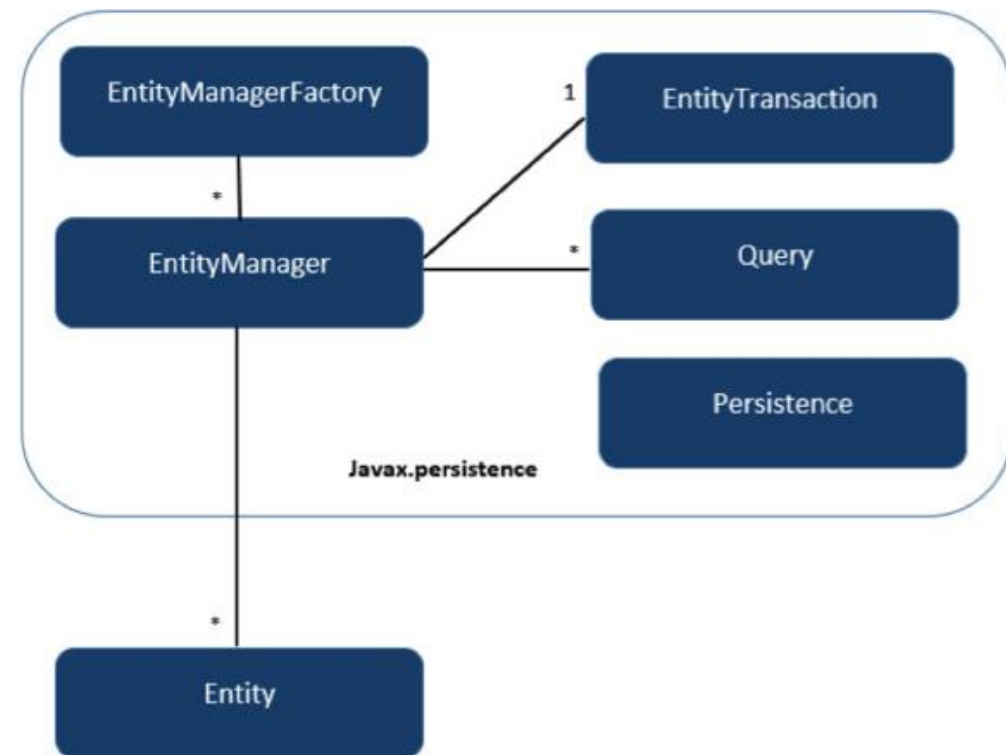 EntityManagerFactory
1
EntityTransaction
*
EntityManager
*
Query
Persistence
Javax.persistence
*
Entity